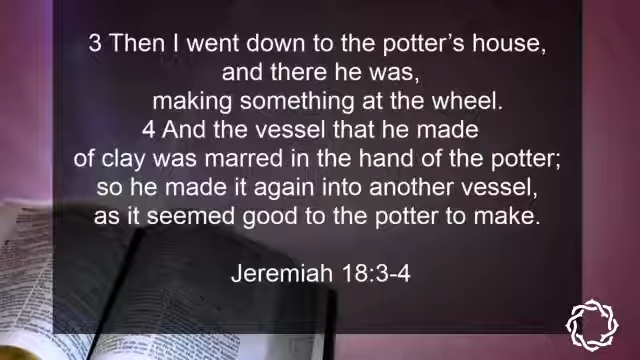 3 Then I went down to the potter's house,
and there he was,
making something at the wheel.
4 And the vessel that he made
of clay was marred in the hand of the potter;
so he made it again into another vessel,
as it seemed good to the potter to make.
Jeremiah 18:3-4